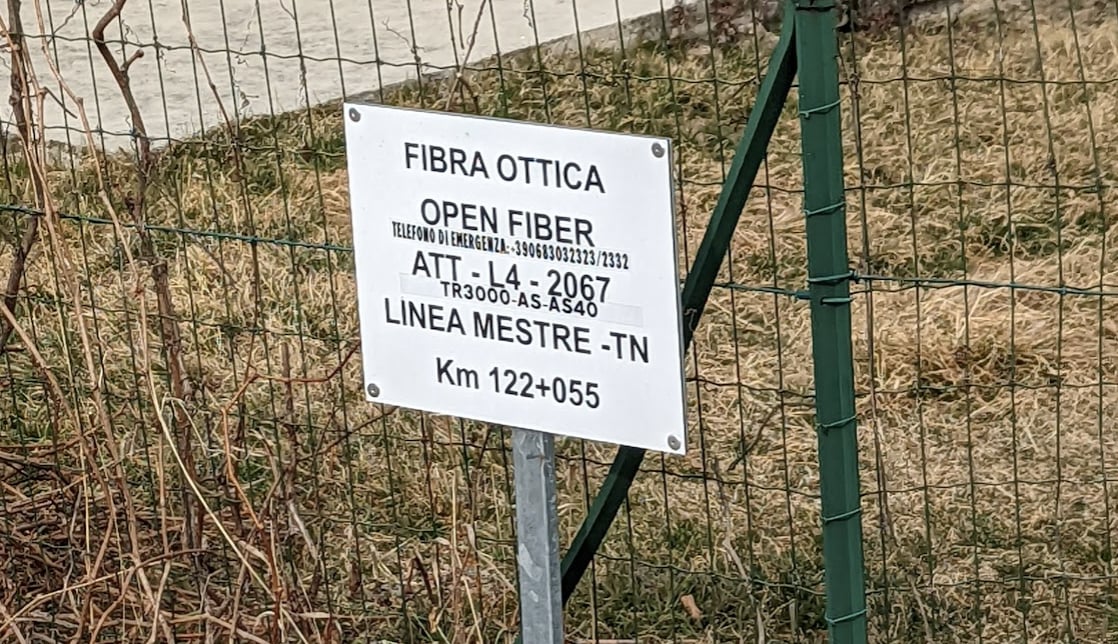 FIBRA OTTICA
OPEN FIBER
TELEFONO DI EMERGENZA:+390683032323/2332
ATT - L4 - 2067
TR3000-AS-AS40
LINEA MESTRE -TN
Km 122+055